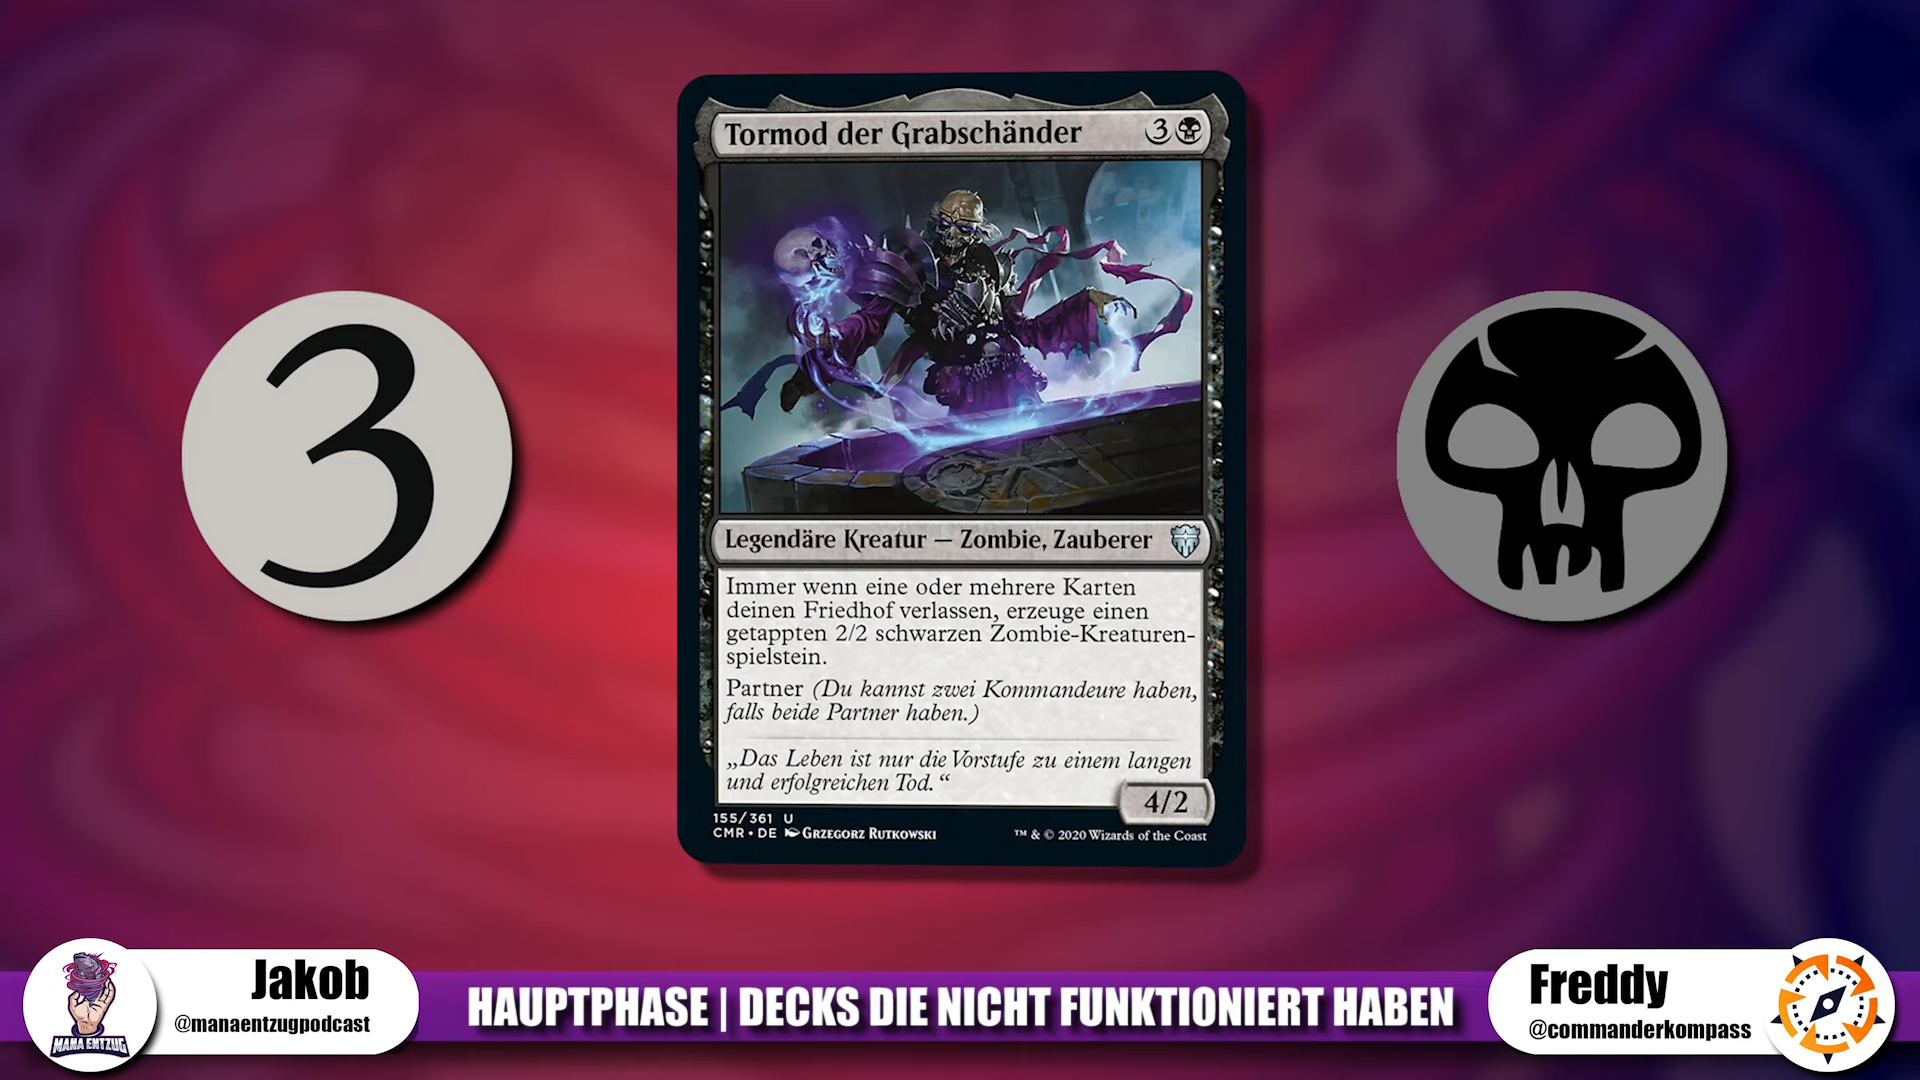 Tormod der Grabschänder 3
3
Legendäre Kreatur — Zombie, Zauberer
Immer wenn eine oder mehrere Karten
deinen Friedhof verlassen, erzeuge einen
getappten 2/2 schwarzen Zombie-Kreaturen-
spielstein.
Partner (Du kannst zwei Kommandeure haben,
falls beide Partner haben.)
„Das Leben ist nur die Vorstufe zu einem langen
und erfolgreichen Tod.“
4/2
155/361 U
CMR • DE Grzegorz Rutkowski
™ & © 2020 Wizards of the Coast
Jakob
@manaentzugpodcast
MANA ENTZUG
HAUPTPHASE | DECKS DIE NICHT FUNKTIONIERT HABEN
Freddy
@commanderkompass